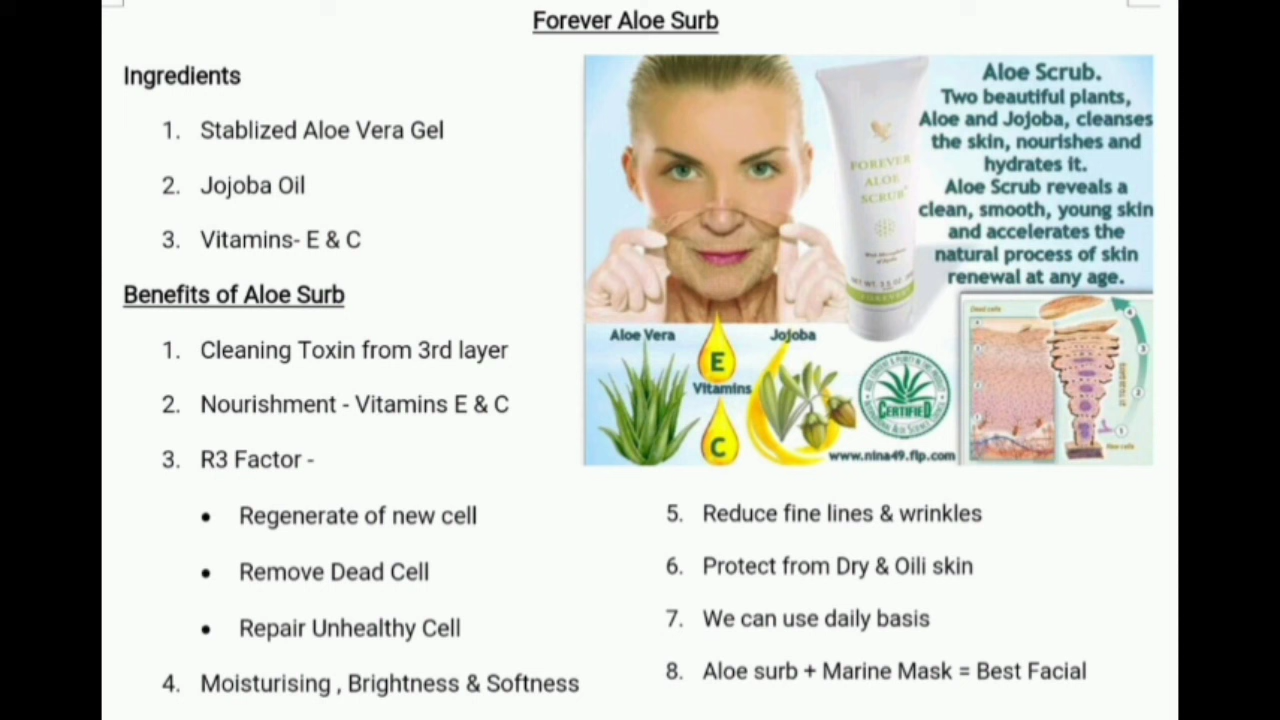 Forever Aloe Surb
Ingredients
1. Stablized Aloe Vera Gel
2. Jojoba Oil
3. Vitamins- E & C
Benefits of Aloe Surb
1. Cleaning Toxin from 3rd layer
2. Nourishment - Vitamins E & C
3. R3 Factor -
• Regenerate of new cell
• Remove Dead Cell
• Repair Unhealthy Cell
4. Moisturising , Brightness & Softness
Aloe Scrub.
Two beautiful plants,
Aloe and Jojoba, cleanses
the skin, nourishes and
hydrates it.
Aloe Scrub reveals a
clean, smooth, young skin
and accelerates the
natural process of skin
renewal at any age.
FOREVER
ALOE
SCRUB
FOREVER
Aloe Vera
E
Vitamins
C
Jojoba
CERTIFIED
www.nina49.flp.com
Dead cells
New cells
5. Reduce fine lines & wrinkles
6. Protect from Dry & Oili skin
7. We can use daily basis
8. Aloe surb + Marine Mask = Best Facial